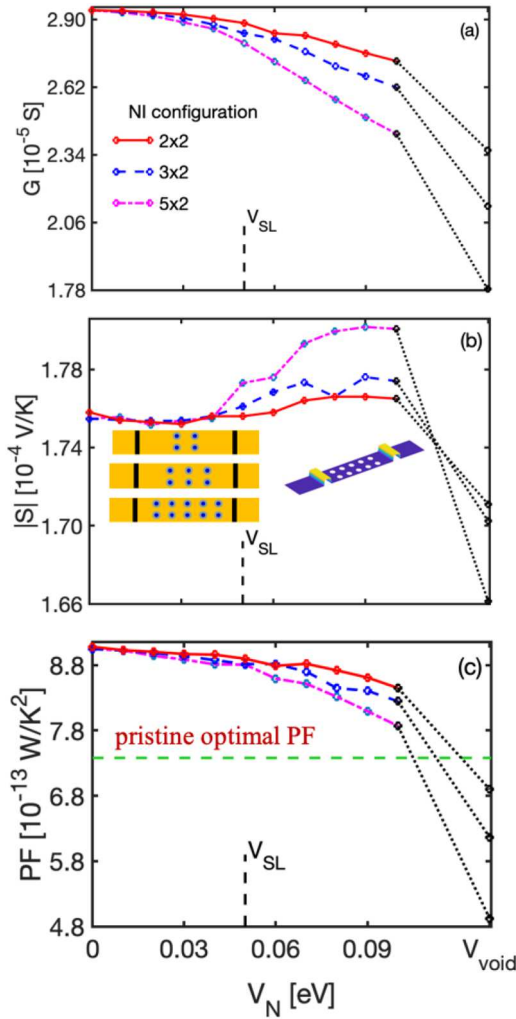 (a)
2.90
2.62
2.34
2.06
1.78
G [10⁻⁵ S]
NI configuration
2x2
3x2
5x2
V_SL
(b)
1.78
1.74
1.70
1.66
|S| [10⁻⁴ V/K]
V_SL
(c)
8.8
7.8
6.8
5.8
4.8
PF [10⁻¹³ W/K²]
pristine optimal PF
V_SL
0 0.03 0.06 0.09 V_void
V_N [eV]